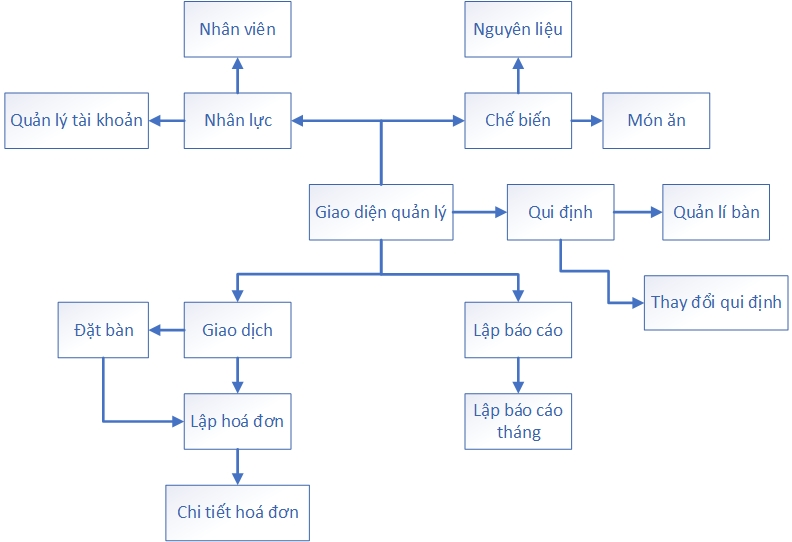 Nhân viên
Nguyên liệu
Quản lý tài khoản
Nhân lực
Chế biến
Món ăn
Giao diện quản lý
Qui định
Quản lí bàn
Thay đổi qui định
Đặt bàn
Giao dịch
Lập báo cáo
Lập hoá đơn
Lập báo cáo
tháng
Chi tiết hoá đơn